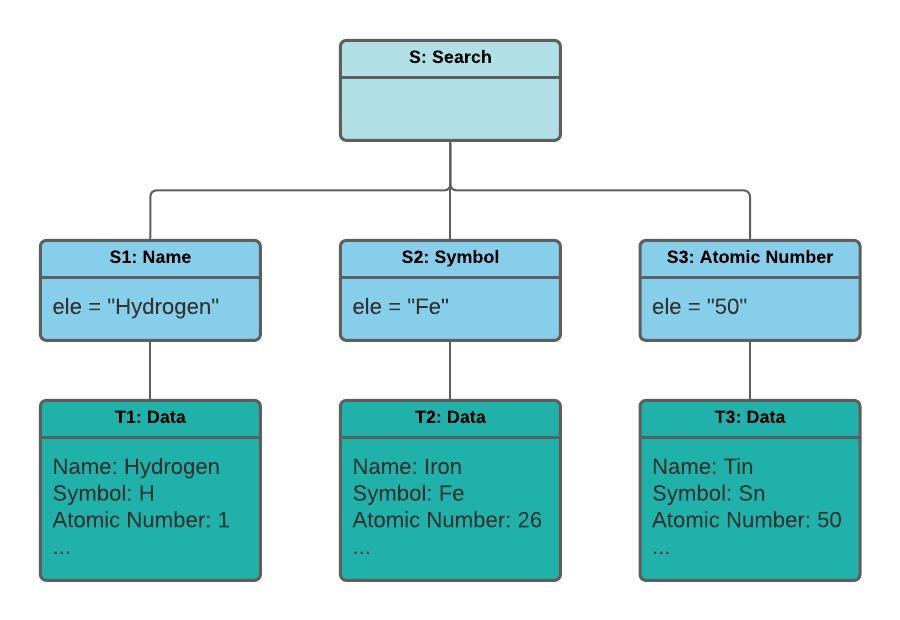 S: Search
S1: Name
ele = "Hydrogen"
S2: Symbol
ele = "Fe"
S3: Atomic Number
ele = "50"
T1: Data
Name: Hydrogen
Symbol: H
Atomic Number: 1
...
T2: Data
Name: Iron
Symbol: Fe
Atomic Number: 26
...
T3: Data
Name: Tin
Symbol: Sn
Atomic Number: 50
...